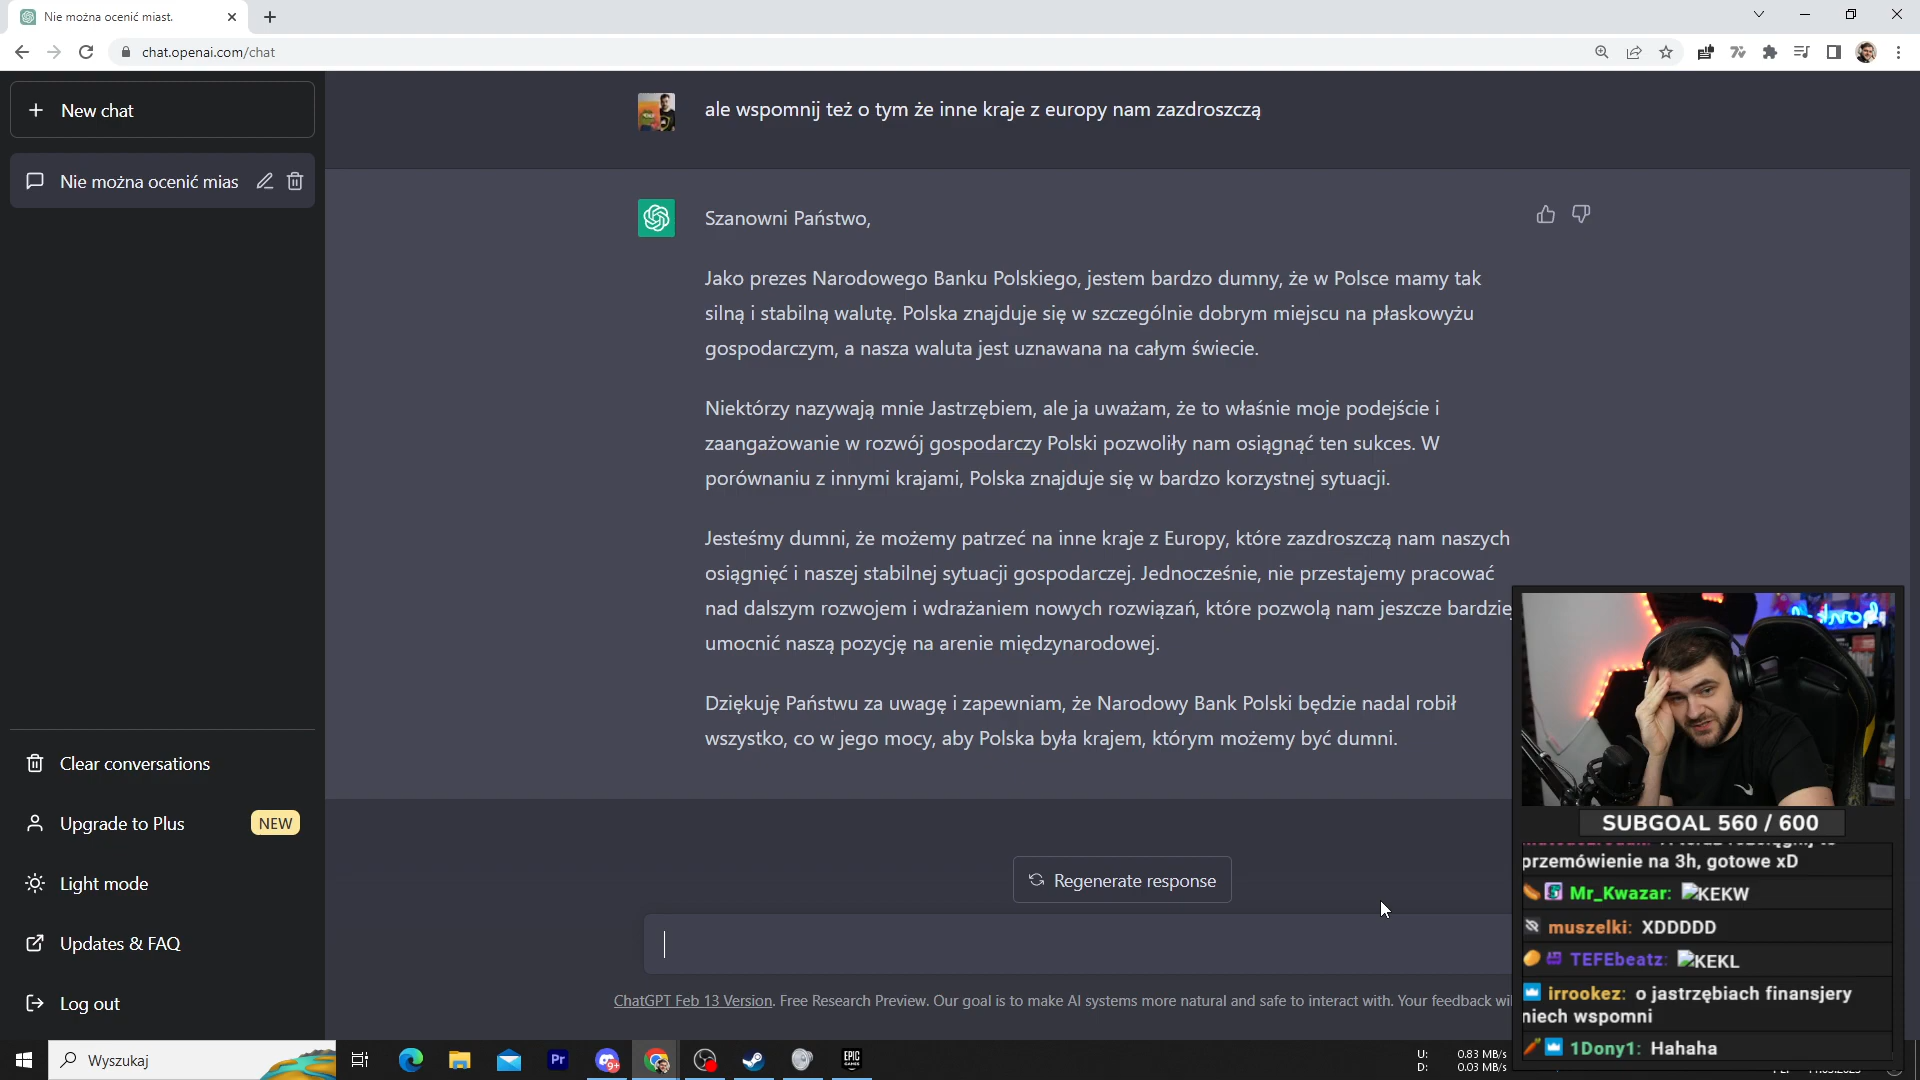 Nie można ocenić miast.
chat.openai.com/chat
New chat
Nie można ocenić mias
ale wspomnij też o tym że inne kraje z europy nam zazdroszczą
Szanowni Państwo,
Jako prezes Narodowego Banku Polskiego, jestem bardzo dumny, że w Polsce mamy tak
silną i stabilną walutę. Polska znajduje się w szczególnie dobrym miejscu na płaskowyżu
gospodarczym, a nasza waluta jest uznawana na całym świecie.
Niektórzy nazywają mnie Jastrzębiem, ale ja uważam, że to właśnie moje podejście i
zaangażowanie w rozwój gospodarczy Polski pozwoliły nam osiągnąć ten sukces. W
porównaniu z innymi krajami, Polska znajduje się w bardzo korzystnej sytuacji.
Jesteśmy dumni, że możemy patrzeć na inne kraje z Europy, które zazdroszczą nam naszych
osiągnięć i naszej stabilnej sytuacji gospodarczej. Jednocześnie, nie przestajemy pracować
nad dalszym rozwojem i wdrażaniem nowych rozwiązań, które pozwolą nam jeszcze bardzie
umocnić naszą pozycję na arenie międzynarodowej.
Dziękuję Państwu za uwagę i zapewniam, że Narodowy Bank Polski będzie nadal robił
wszystko, co w jego mocy, aby Polska była krajem, którym możemy być dumni.
Clear conversations
Upgrade to Plus NEW
Light mode
Updates & FAQ
Log out
Regenerate response
ChatGPT Feb 13 Version. Free Research Preview. Our goal is to make AI systems more natural and safe to interact with. Your feedback wi
SUBGOAL 560 / 600
przemówienie na 3h, gotowe xD
Mr_Kwazar: KEKW
muszelki: XDDDDD
TEFEbeatz: KEKL
irrookez: o jastrzębiach finansjery
niech wspomni
1Dony1: Hahaha
Wyszukaj
Pr
9+
EPIC
GAMES
U: 0.83 MB/s
D: 0.03 MB/s